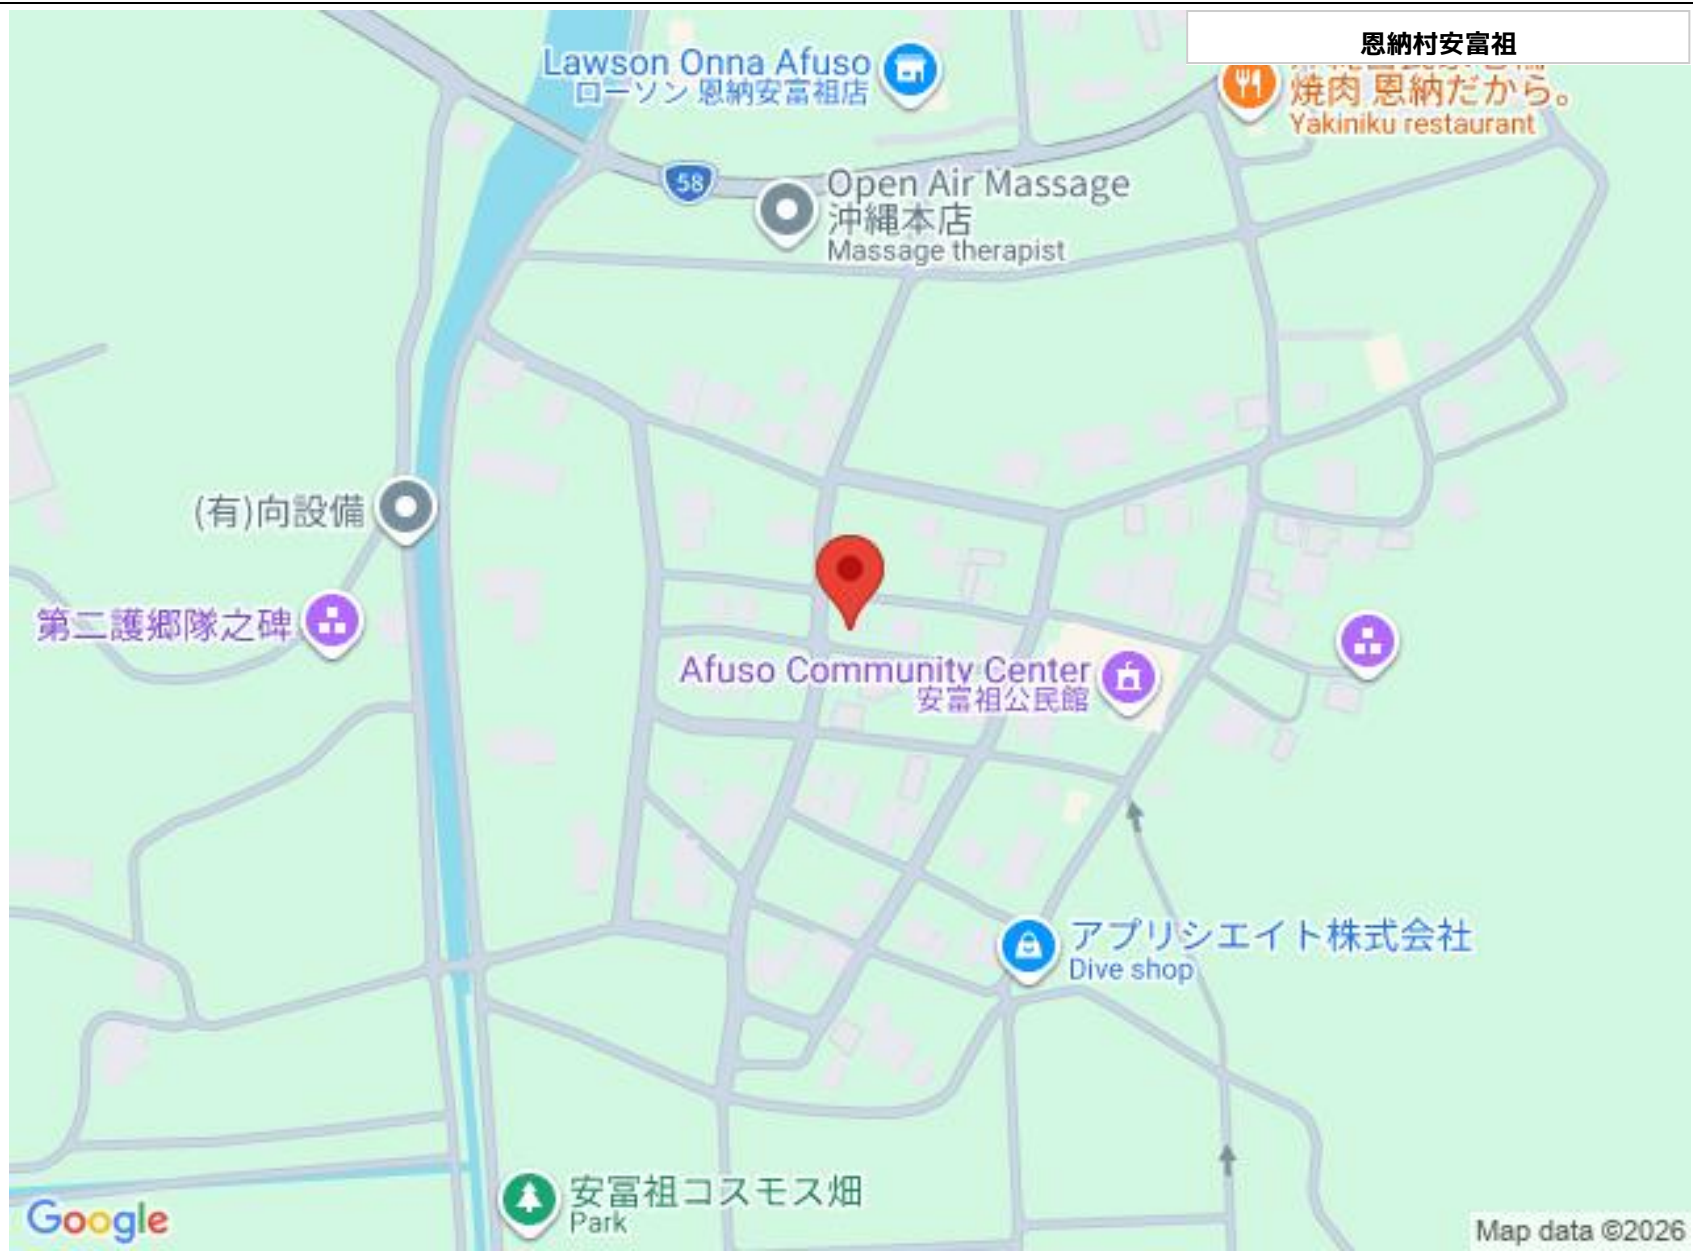 恩納村安富祖
Lawson Onna Afuso
ローソン 恩納安富祖店
焼肉 恩納だから。
Yakiniku restaurant
58
Open Air Massage
沖縄本店
Massage therapist
(有)向設備
第二護郷隊之碑
Afuso Community Center
安富祖公民館
アプリシエイト株式会社
Dive shop
安冨祖コスモス畑
Park
Google
Map data ©2026